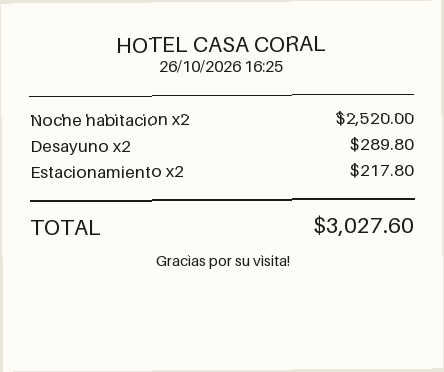 HOTEL CASA CORAL
26/10/2026 16:25
Noche habitacion x2 $2,520.00
Desayuno x2 $289.80
Estacionamiento x2 $217.80
TOTAL $3,027.60
Gracias por su visita!